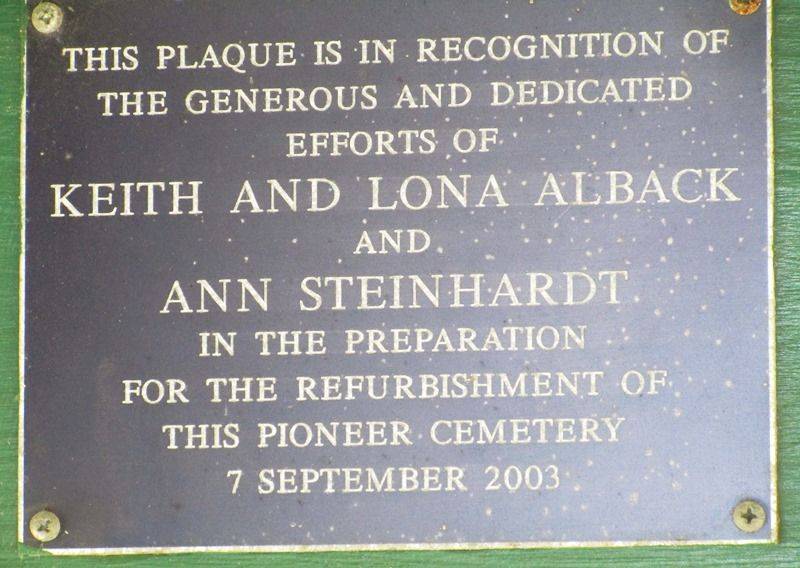 THIS PLAQUE IS IN RECOGNITION OF
THE GENEROUS AND DEDICATED
EFFORTS OF
KEITH AND LONA ALBACK
AND
ANN STEINHARDT
IN THE PREPARATION
FOR THE REFURBISHMENT OF
THIS PIONEER CEMETERY
7 SEPTEMBER 2003